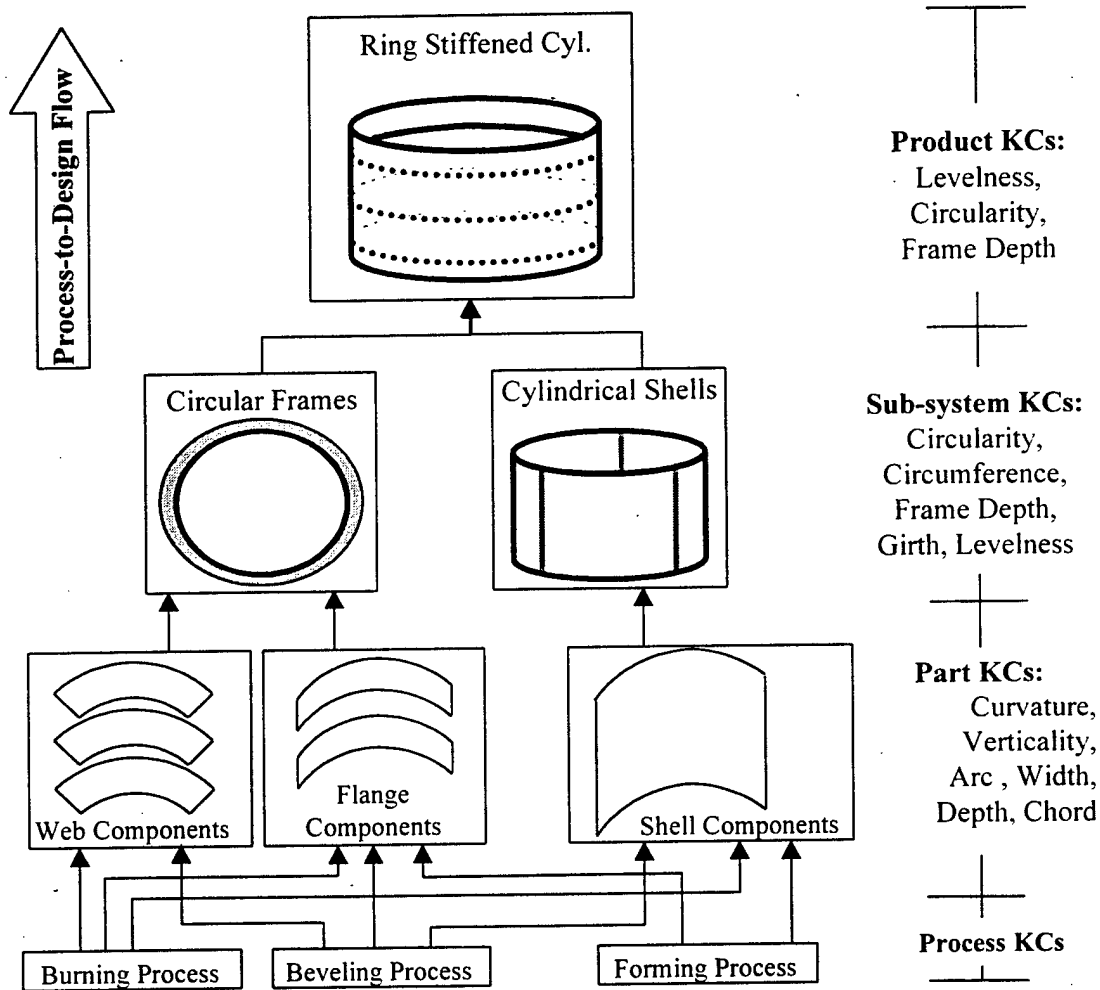 Process-to-Design Flow
Ring Stiffened Cyl.
Product KCs:
Levelness,
Circularity,
Frame Depth
Circular Frames
Cylindrical Shells
Sub-system KCs:
Circularity,
Circumference,
Frame Depth,
Girth, Levelness
Web Components
Flange
Components
Shell Components
Part KCs:
Curvature,
Verticality,
Arc , Width,
Depth, Chord
Burning Process
Beveling Process
Forming Process
Process KCs